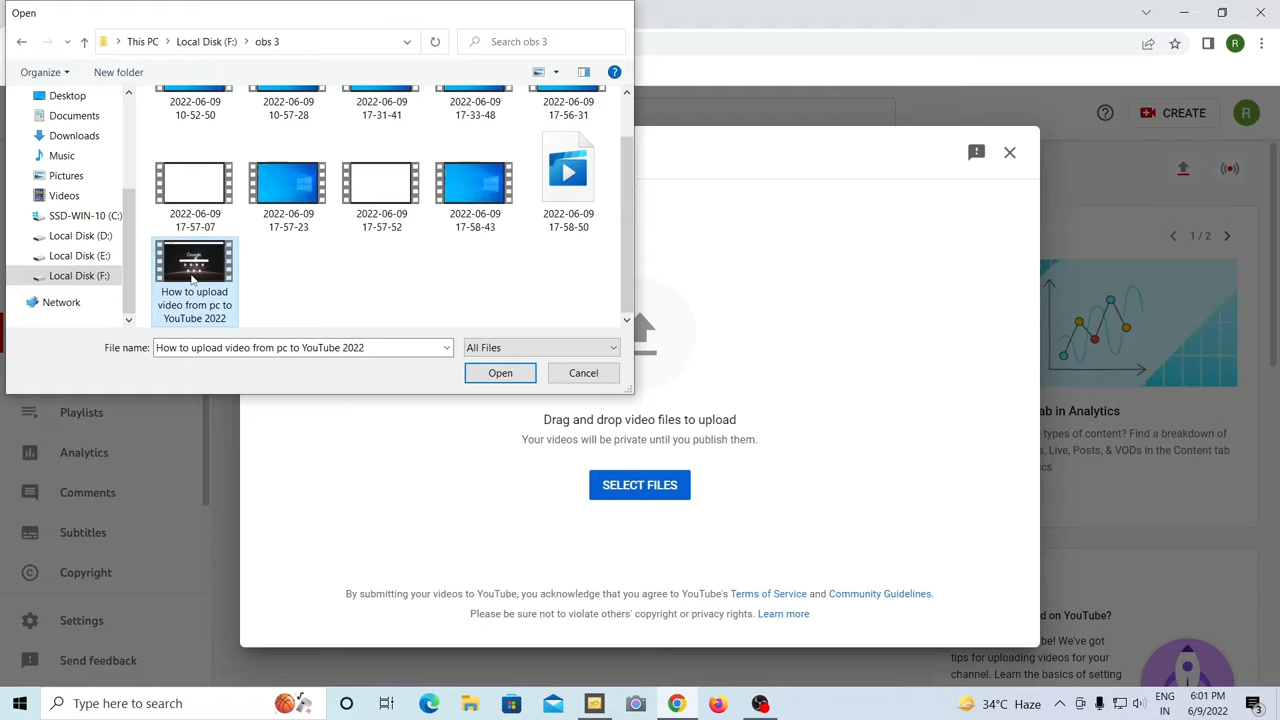 Open
This PC
Local Disk (F:)
obs 3
Search obs 3
Organize
New folder
Desktop
Documents
Downloads
Music
Pictures
Videos
SSD-WIN-10 (C:)
Local Disk (D:)
Local Disk (E:)
Local Disk (F:)
Network
2022-06-09
10-52-50
2022-06-09
10-57-28
2022-06-09
17-31-41
2022-06-09
17-33-48
2022-06-09
17-56-31
2022-06-09
17-57-07
2022-06-09
17-57-23
2022-06-09
17-57-52
2022-06-09
17-58-43
2022-06-09
17-58-50
Google
How to upload
video from pc to
YouTube 2022
File name:
How to upload video from pc to YouTube 2022
All Files
Open
Cancel
R
CREATE
R
1 / 2
Drag and drop video files to upload
Your videos will be private until you publish them.
SELECT FILES
By submitting your videos to YouTube, you acknowledge that you agree to YouTube's Terms of Service and Community Guidelines.
Please be sure not to violate others' copyright or privacy rights. Learn more
Playlists
Analytics
Comments
Subtitles
Copyright
Settings
Send feedback
ab in Analytics
types of content? Find a breakdown of
s, Live, Posts, & VODs in the Content tab
cs
d on YouTube?
be! We've got
tips for uploading videos for your
channel. Learn the basics of setting
Type here to search
34°C Haze
ENG
IN
6:01 PM
6/9/2022
3